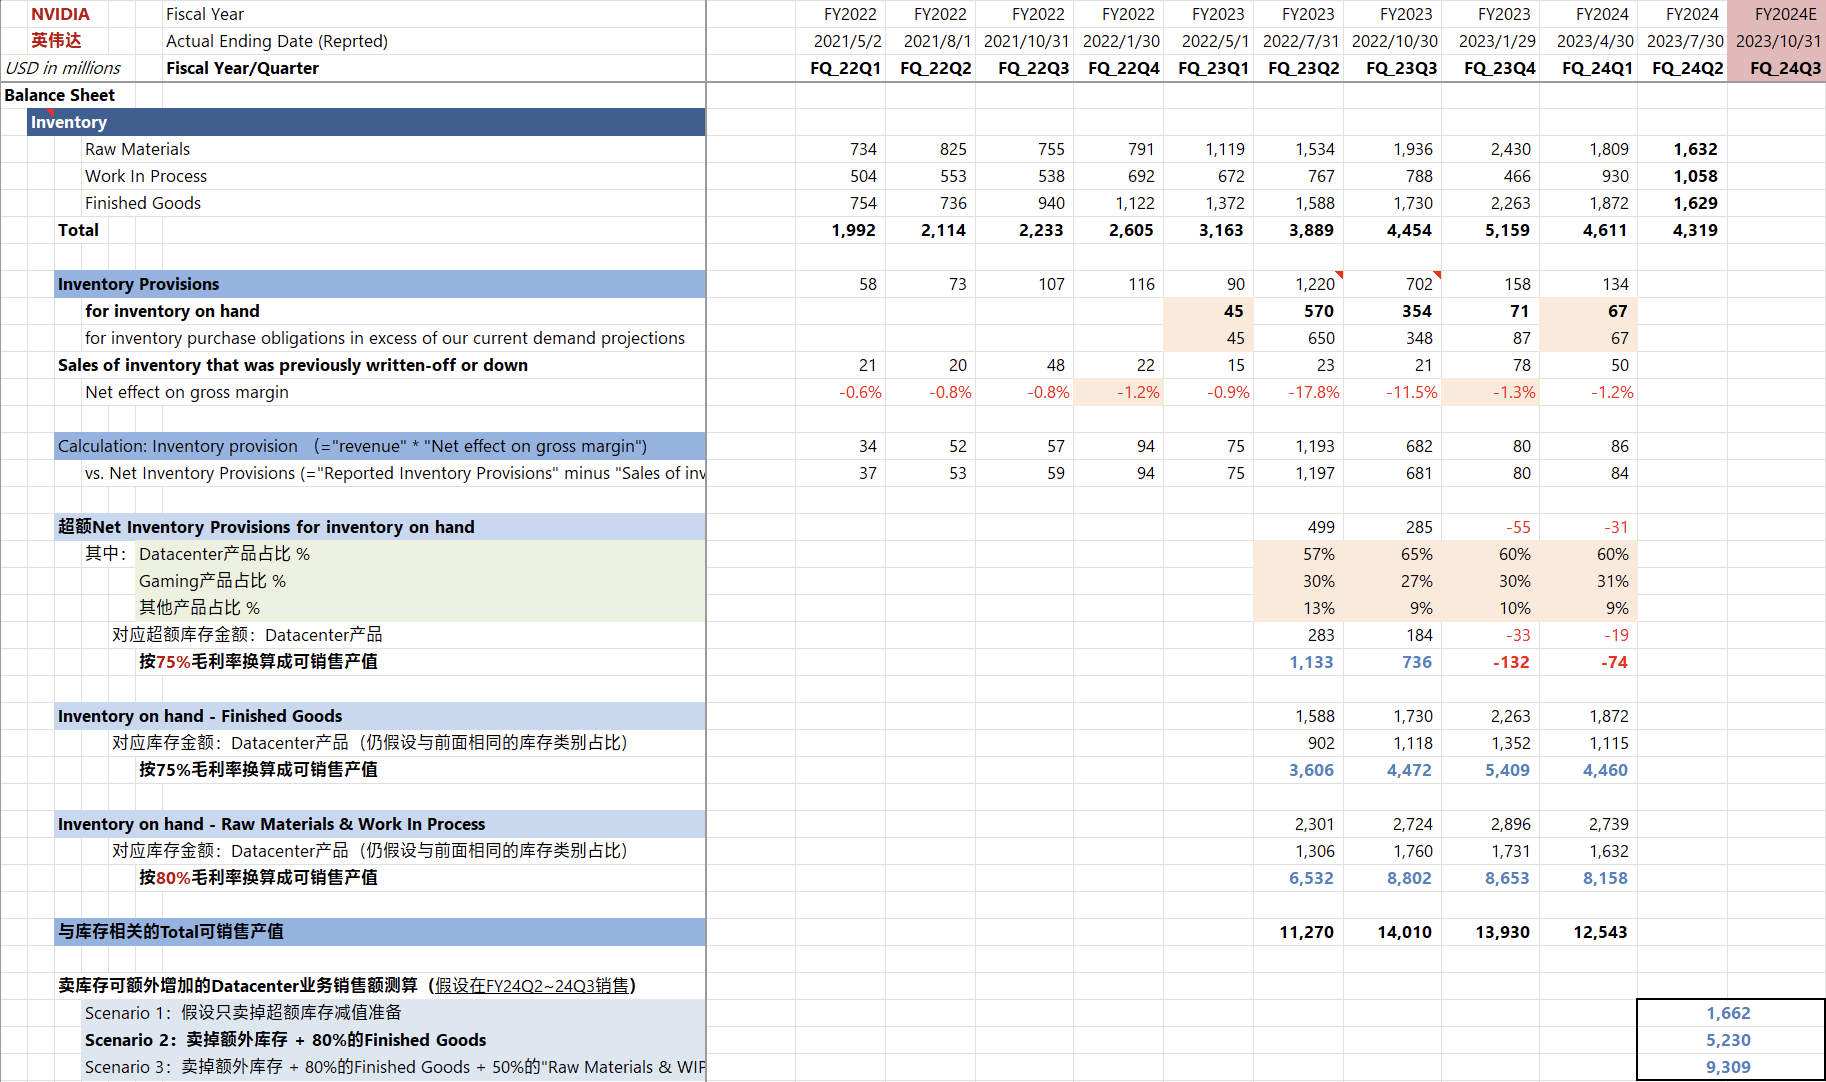 NVIDIA Fiscal Year FY2022 FY2022 FY2022 FY2022 FY2023 FY2023 FY2023 FY2023 FY2024 FY2024 FY2024E
英伟达 Actual Ending Date (Reprted) 2021/5/2 2021/8/1 2021/10/31 2022/1/30 2022/5/1 2022/7/31 2022/10/30 2023/1/29 2023/4/30 2023/7/30 2023/10/31
USD in millions Fiscal Year/Quarter FQ_22Q1 FQ_22Q2 FQ_22Q3 FQ_22Q4 FQ_23Q1 FQ_23Q2 FQ_23Q3 FQ_23Q4 FQ_24Q1 FQ_24Q2 FQ_24Q3
Balance Sheet
Inventory
Raw Materials 734 825 755 791 1,119 1,534 1,936 2,430 1,809 1,632
Work In Process 504 553 538 692 672 767 788 466 930 1,058
Finished Goods 754 736 940 1,122 1,372 1,588 1,730 2,263 1,872 1,629
Total 1,992 2,114 2,233 2,605 3,163 3,889 4,454 5,159 4,611 4,319
Inventory Provisions 58 73 107 116 90 1,220 702 158 134
for inventory on hand 45 570 354 71 67
for inventory purchase obligations in excess of our current demand projections 45 650 348 87 67
Sales of inventory that was previously written-off or down 21 20 48 22 15 23 21 78 50
Net effect on gross margin -0.6% -0.8% -0.8% -1.2% -0.9% -17.8% -11.5% -1.3% -1.2%
Calculation: Inventory provision （="revenue" * "Net effect on gross margin") 34 52 57 94 75 1,193 682 80 86
vs. Net Inventory Provisions (="Reported Inventory Provisions" minus "Sales of inv 37 53 59 94 75 1,197 681 80 84
超额Net Inventory Provisions for inventory on hand 499 285 -55 -31
其中： Datacenter产品占比 % 57% 65% 60% 60%
Gaming产品占比 % 30% 27% 30% 31%
其他产品占比 % 13% 9% 10% 9%
对应超额库存金额：Datacenter产品 283 184 -33 -19
按75%毛利率换算成可销售产值 1,133 736 -132 -74
Inventory on hand - Finished Goods 1,588 1,730 2,263 1,872
对应库存金额：Datacenter产品（仍假设与前面相同的库存类别占比） 902 1,118 1,352 1,115
按75%毛利率换算成可销售产值 3,606 4,472 5,409 4,460
Inventory on hand - Raw Materials & Work In Process 2,301 2,724 2,896 2,739
对应库存金额：Datacenter产品（仍假设与前面相同的库存类别占比） 1,306 1,760 1,731 1,632
按80%毛利率换算成可销售产值 6,532 8,802 8,653 8,158
与库存相关的Total可销售产值 11,270 14,010 13,930 12,543
卖库存可额外增加的Datacenter业务销售额测算（假设在FY24Q2~24Q3销售）
Scenario 1：假设只卖掉超额库存减值准备 1,662
Scenario 2：卖掉额外库存 + 80%的Finished Goods 5,230
Scenario 3：卖掉额外库存 + 80%的Finished Goods + 50%的"Raw Materials & WIP 9,309